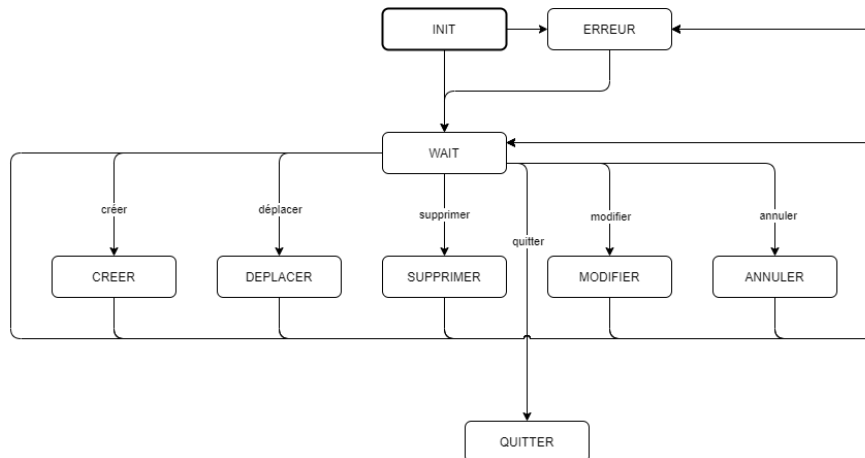 INIT
ERREUR
WAIT
créer
déplacer
supprimer
modifier
annuler
quitter
CREER
DEPLACER
SUPPRIMER
MODIFIER
ANNULER
QUITTER